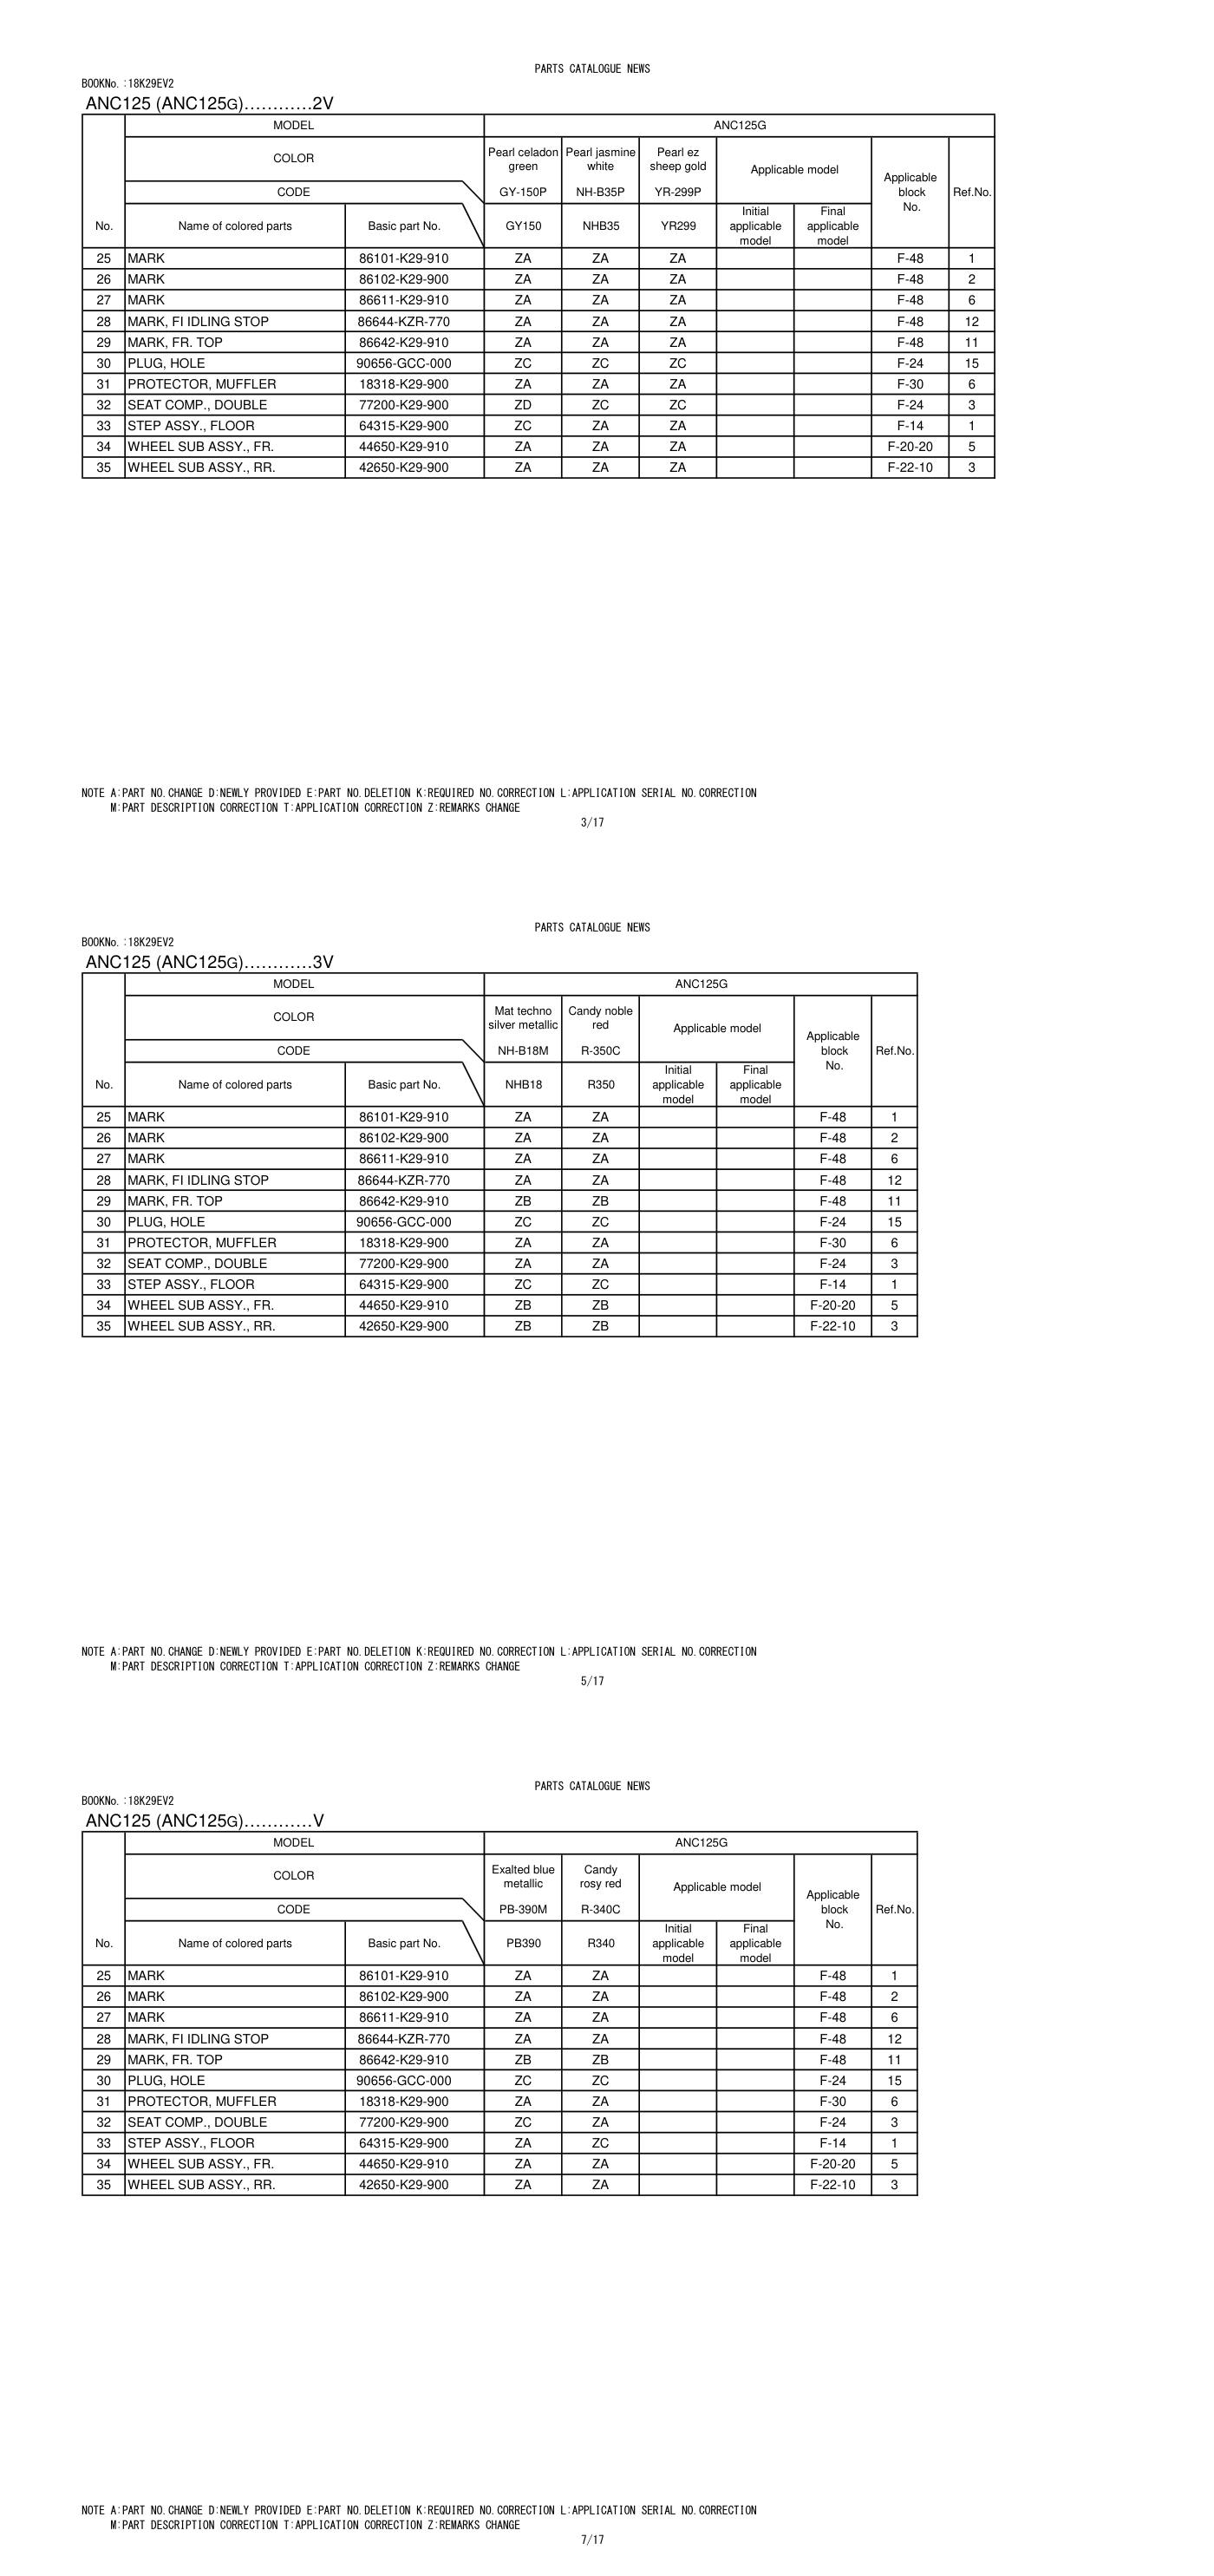 PARTS CATALOGUE NEWS
BOOKNo. :18K29EV2
ANC125 (ANC125G)............2V
MODEL ANC125G
COLOR Pearl celadon green Pearl jasmine white Pearl ez sheep gold Applicable model Applicable block No. Ref.No.
CODE GY-150P NH-B35P YR-299P
No. Name of colored parts Basic part No. GY150 NHB35 YR299 Initial applicable model Final applicable model
25 MARK 86101-K29-910 ZA ZA ZA F-48 1
26 MARK 86102-K29-900 ZA ZA ZA F-48 2
27 MARK 86611-K29-910 ZA ZA ZA F-48 6
28 MARK, FI IDLING STOP 86644-KZR-770 ZA ZA ZA F-48 12
29 MARK, FR. TOP 86642-K29-910 ZA ZA ZA F-48 11
30 PLUG, HOLE 90656-GCC-000 ZC ZC ZC F-24 15
31 PROTECTOR, MUFFLER 18318-K29-900 ZA ZA ZA F-30 6
32 SEAT COMP., DOUBLE 77200-K29-900 ZD ZC ZC F-24 3
33 STEP ASSY., FLOOR 64315-K29-900 ZC ZA ZA F-14 1
34 WHEEL SUB ASSY., FR. 44650-K29-910 ZA ZA ZA F-20-20 5
35 WHEEL SUB ASSY., RR. 42650-K29-900 ZA ZA ZA F-22-10 3
NOTE A:PART NO.CHANGE D:NEWLY PROVIDED E:PART NO.DELETION K:REQUIRED NO.CORRECTION L:APPLICATION SERIAL NO.CORRECTION
M:PART DESCRIPTION CORRECTION T:APPLICATION CORRECTION Z:REMARKS CHANGE
3/17
PARTS CATALOGUE NEWS
BOOKNo. :18K29EV2
ANC125 (ANC125G)............3V
MODEL ANC125G
COLOR Mat techno silver metallic Candy noble red Applicable model Applicable block No. Ref.No.
CODE NH-B18M R-350C
No. Name of colored parts Basic part No. NHB18 R350 Initial applicable model Final applicable model
25 MARK 86101-K29-910 ZA ZA F-48 1
26 MARK 86102-K29-900 ZA ZA F-48 2
27 MARK 86611-K29-910 ZA ZA F-48 6
28 MARK, FI IDLING STOP 86644-KZR-770 ZA ZA F-48 12
29 MARK, FR. TOP 86642-K29-910 ZB ZB F-48 11
30 PLUG, HOLE 90656-GCC-000 ZC ZC F-24 15
31 PROTECTOR, MUFFLER 18318-K29-900 ZA ZA F-30 6
32 SEAT COMP., DOUBLE 77200-K29-900 ZA ZA F-24 3
33 STEP ASSY., FLOOR 64315-K29-900 ZC ZC F-14 1
34 WHEEL SUB ASSY., FR. 44650-K29-910 ZB ZB F-20-20 5
35 WHEEL SUB ASSY., RR. 42650-K29-900 ZB ZB F-22-10 3
NOTE A:PART NO.CHANGE D:NEWLY PROVIDED E:PART NO.DELETION K:REQUIRED NO.CORRECTION L:APPLICATION SERIAL NO.CORRECTION
M:PART DESCRIPTION CORRECTION T:APPLICATION CORRECTION Z:REMARKS CHANGE
5/17
PARTS CATALOGUE NEWS
BOOKNo. :18K29EV2
ANC125 (ANC125G)............V
MODEL ANC125G
COLOR Exalted blue metallic Candy rosy red Applicable model Applicable block No. Ref.No.
CODE PB-390M R-340C
No. Name of colored parts Basic part No. PB390 R340 Initial applicable model Final applicable model
25 MARK 86101-K29-910 ZA ZA F-48 1
26 MARK 86102-K29-900 ZA ZA F-48 2
27 MARK 86611-K29-910 ZA ZA F-48 6
28 MARK, FI IDLING STOP 86644-KZR-770 ZA ZA F-48 12
29 MARK, FR. TOP 86642-K29-910 ZB ZB F-48 11
30 PLUG, HOLE 90656-GCC-000 ZC ZC F-24 15
31 PROTECTOR, MUFFLER 18318-K29-900 ZA ZA F-30 6
32 SEAT COMP., DOUBLE 77200-K29-900 ZC ZA F-24 3
33 STEP ASSY., FLOOR 64315-K29-900 ZA ZC F-14 1
34 WHEEL SUB ASSY., FR. 44650-K29-910 ZA ZA F-20-20 5
35 WHEEL SUB ASSY., RR. 42650-K29-900 ZA ZA F-22-10 3
NOTE A:PART NO.CHANGE D:NEWLY PROVIDED E:PART NO.DELETION K:REQUIRED NO.CORRECTION L:APPLICATION SERIAL NO.CORRECTION
M:PART DESCRIPTION CORRECTION T:APPLICATION CORRECTION Z:REMARKS CHANGE
7/17